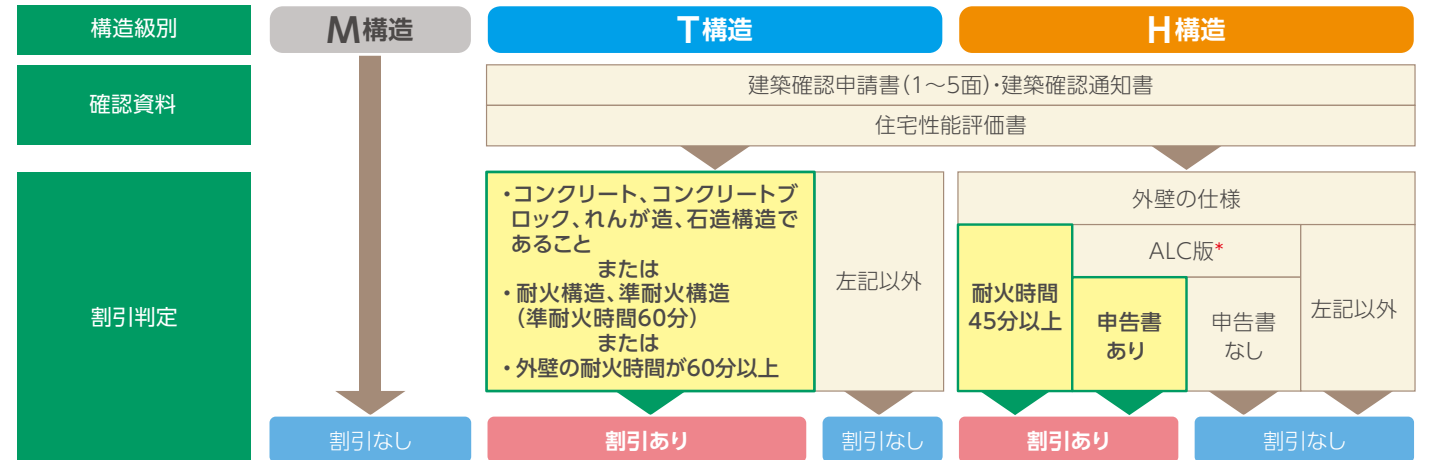 構造級別
M構造
T構造
H構造
確認資料
建築確認申請書(1〜5面)・建築確認通知書
住宅性能評価書
割引判定
・コンクリート、コンクリートブ
ロック、れんが造、石造構造で
あること
または
・耐火構造、準耐火構造
(準耐火時間60分)
または
・外壁の耐火時間が60分以上
左記以外
外壁の仕様
耐火時間
45分以上
ALC版*
申告書
あり
申告書
なし
左記以外
割引なし
割引あり
割引なし
割引あり
割引なし